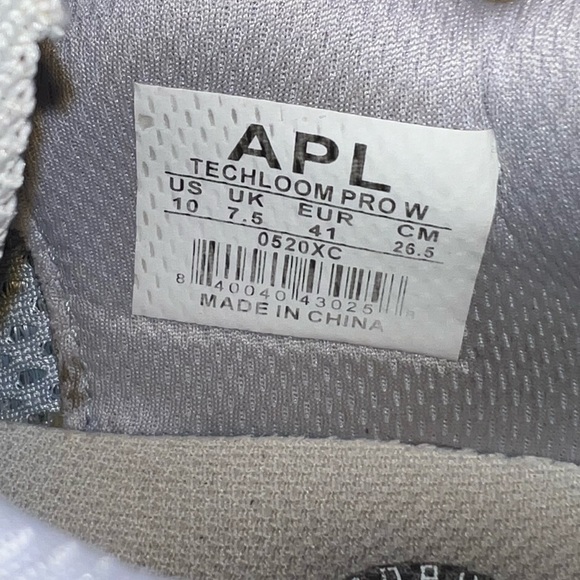 APL
TECHLOOM PRO W
US UK EUR CM
10 7.5 41 26.5
0520XC
8 40040 43025 8
MADE IN CHINA